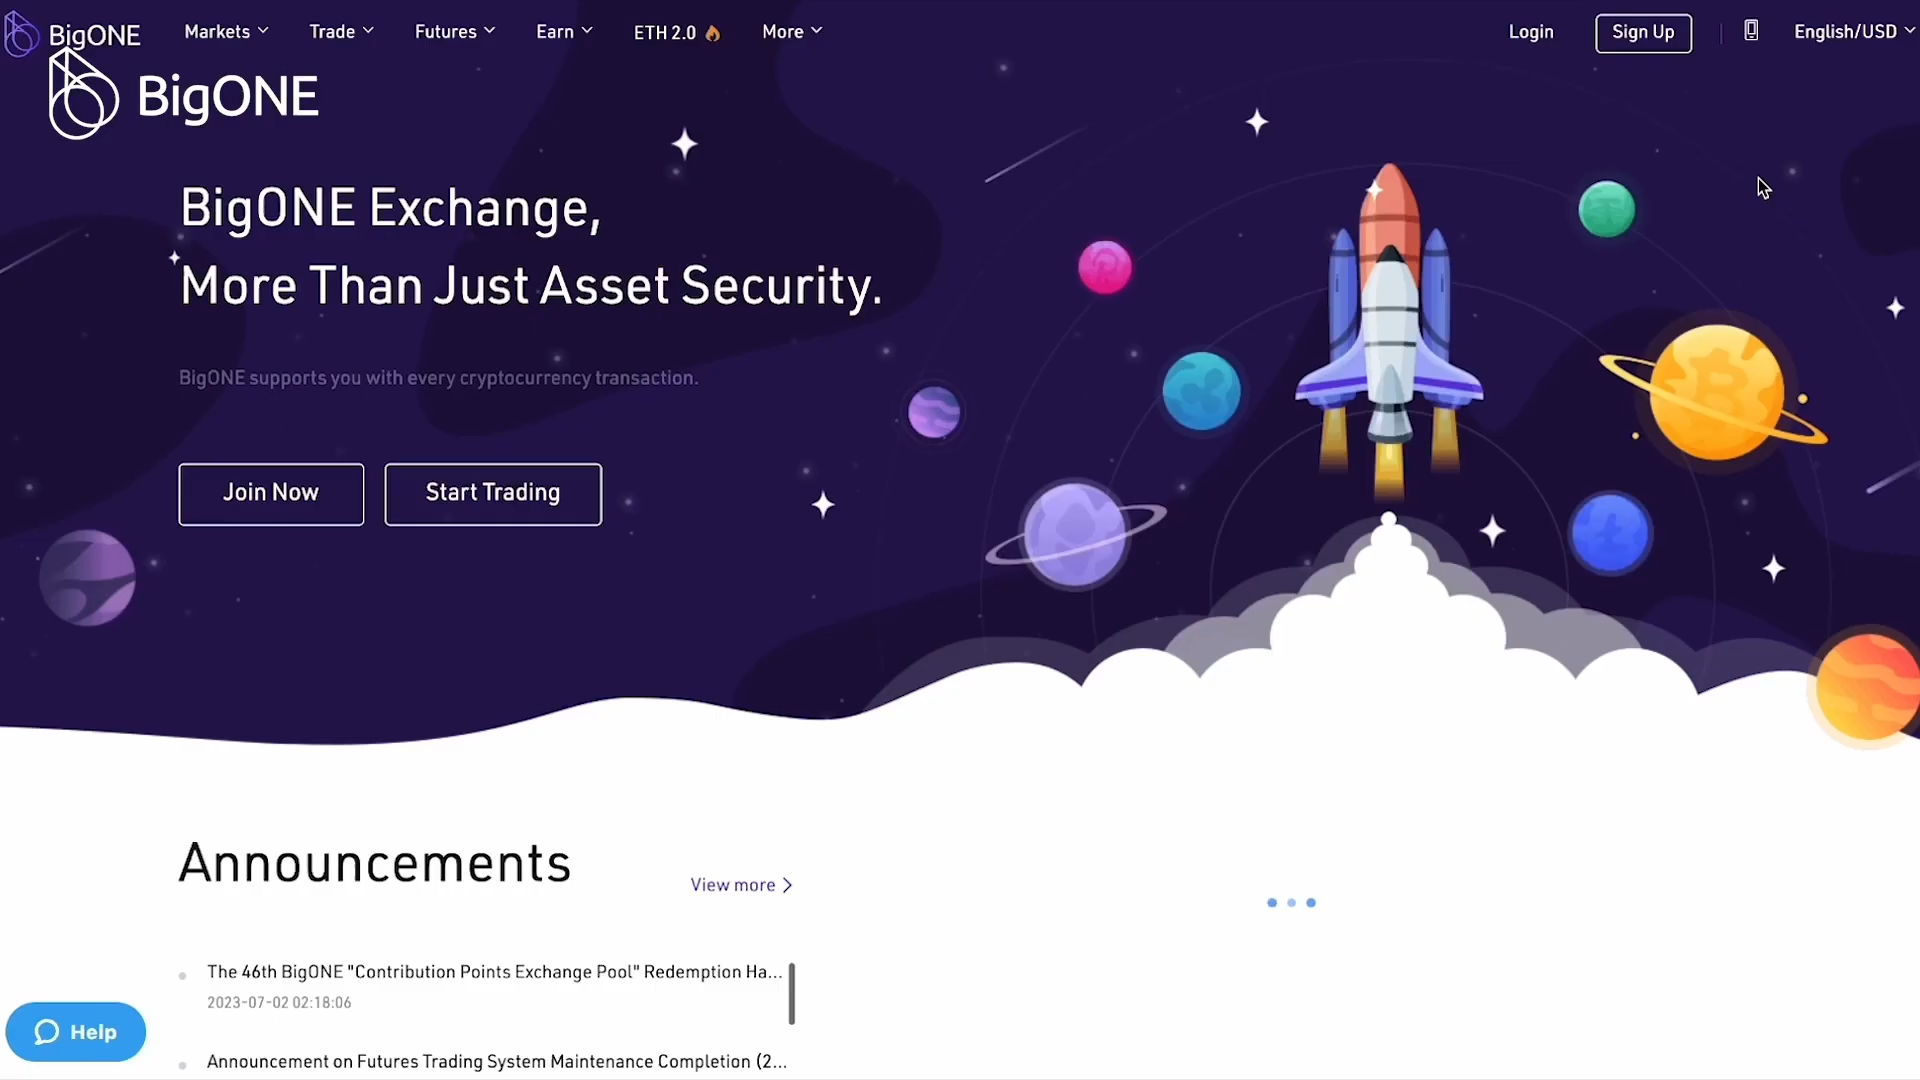 BigONE
Markets
Trade
Futures
Earn
ETH 2.0
More
Login
Sign Up
English/USD
BigONE
BigONE Exchange,
More Than Just Asset Security.
BigONE supports you with every cryptocurrency transaction.
Join Now
Start Trading
Announcements
View more
The 46th BigONE "Contribution Points Exchange Pool" Redemption Ha...
2023-07-02 02:18:06
Announcement on Futures Trading System Maintenance Completion (2...
Help